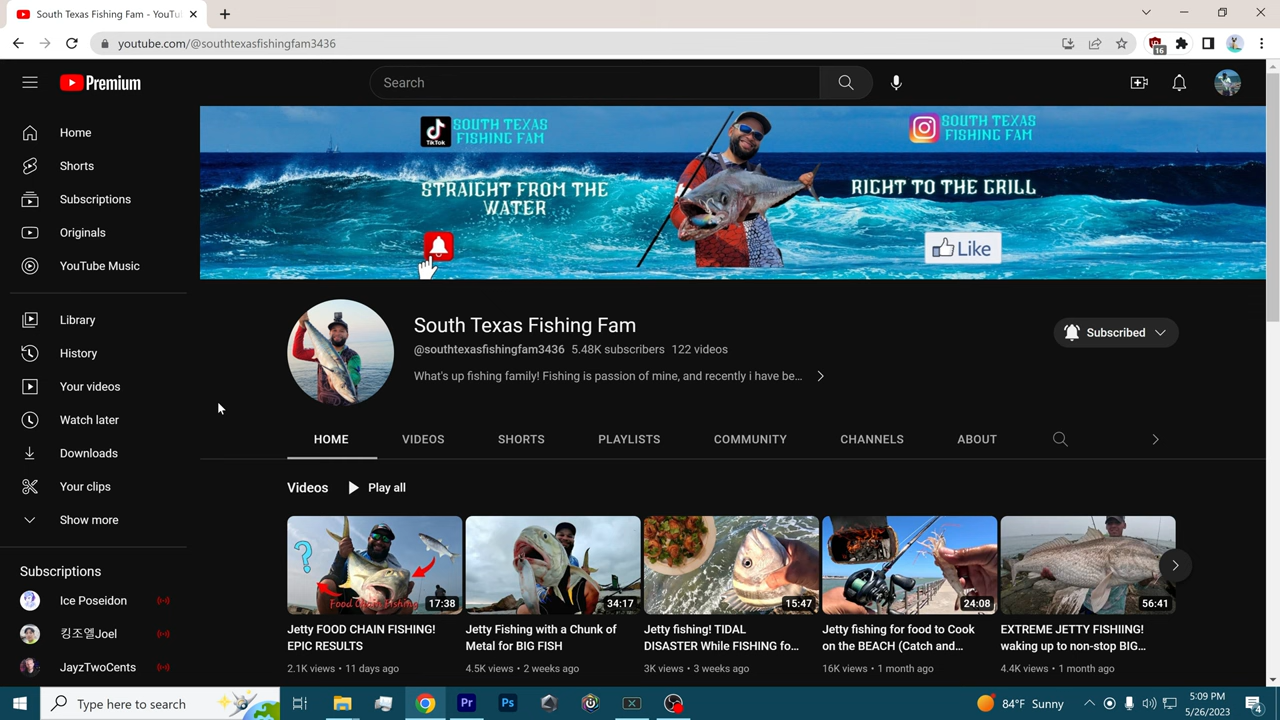 South Texas Fishing Fam - YouTu
youtube.com/@southtexasfishingfam3436
16
Premium
Search
Home
Shorts
Subscriptions
Originals
YouTube Music
Library
History
Your videos
Watch later
Downloads
Your clips
Show more
Subscriptions
Ice Poseidon
킹조엘Joel
JayzTwoCents
TikTok
SOUTH TEXAS
FISHING FAM
STRAIGHT FROM THE
WATER
SOUTH TEXAS
FISHING FAM
RIGHT TO THE GRILL
Like
South Texas Fishing Fam
@southtexasfishingfam3436 5.48K subscribers 122 videos
What's up fishing family! Fishing is passion of mine, and recently i have be...
Subscribed
HOME VIDEOS SHORTS PLAYLISTS COMMUNITY CHANNELS ABOUT
Videos Play all
?
Food Chain Fishing
17:38
Jetty FOOD CHAIN FISHING!
EPIC RESULTS
2.1K views • 11 days ago
34:17
Jetty Fishing with a Chunk of
Metal for BIG FISH
4.5K views • 2 weeks ago
15:47
Jetty fishing! TIDAL
DISASTER While FISHING fo...
3K views • 3 weeks ago
24:08
Jetty fishing for food to Cook
on the BEACH (Catch and...
16K views • 1 month ago
56:41
EXTREME JETTY FISHIING!
waking up to non-stop BIG...
4.4K views • 1 month ago
Type here to search
Pr
Ps
84°F Sunny
5:09 PM
5/26/2023
4